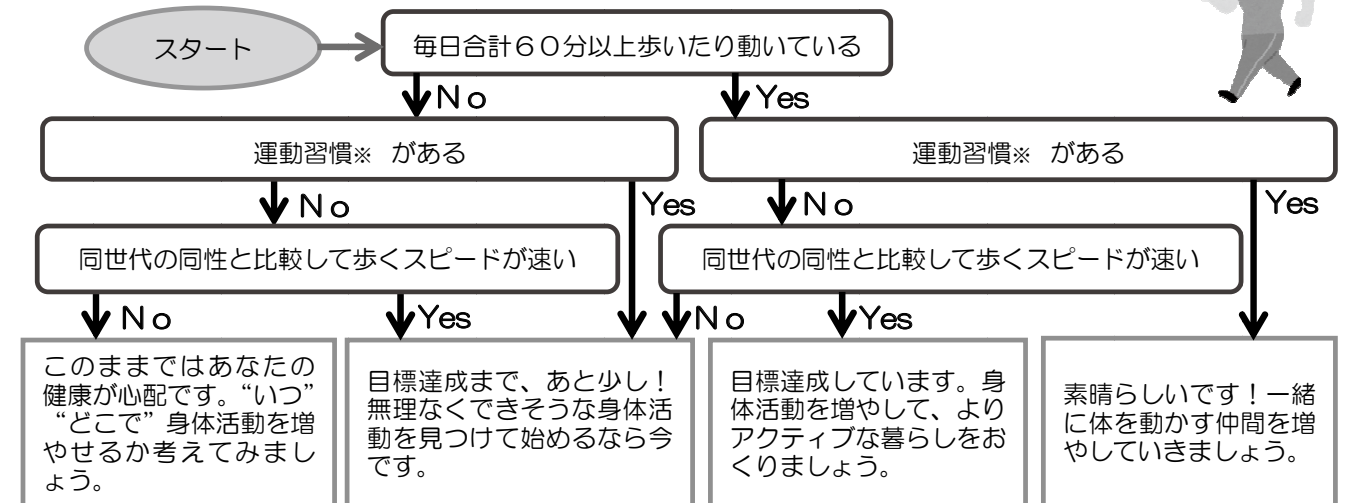 スタート
毎日合計60分以上歩いたり動いている
No
Yes
運動習慣※ がある
運動習慣※ がある
No
Yes
No
Yes
同世代の同性と比較して歩くスピードが速い
同世代の同性と比較して歩くスピードが速い
No
Yes
No
Yes
このままではあなたの
健康が心配です。“いつ”
“どこで”身体活動を増
やせるか考えてみまし
ょう。
目標達成まで、あと少し!
無理なくできそうな身体活
動を見つけて始めるなら今
です。
目標達成しています。身
体活動を増やして、より
アクティブな暮らしをお
くりましょう。
素晴らしいです!一緒
に体を動かす仲間を増
やしていきましょう。